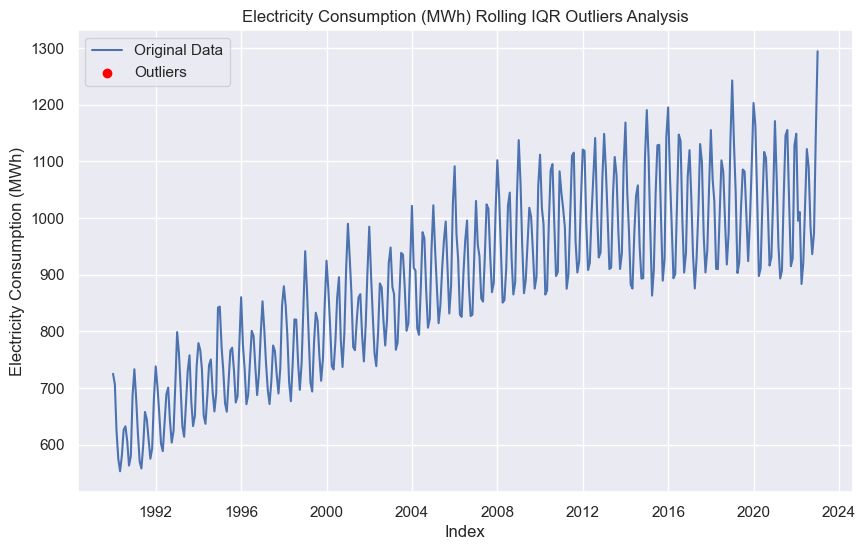 Electricity Consumption (MWh) Rolling IQR Outliers Analysis
Original Data
Outliers
1300
1200
1100
1000
900
800
700
600
Electricity Consumption (MWh)
1992 1996 2000 2004 2008 2012 2016 2020 2024
Index